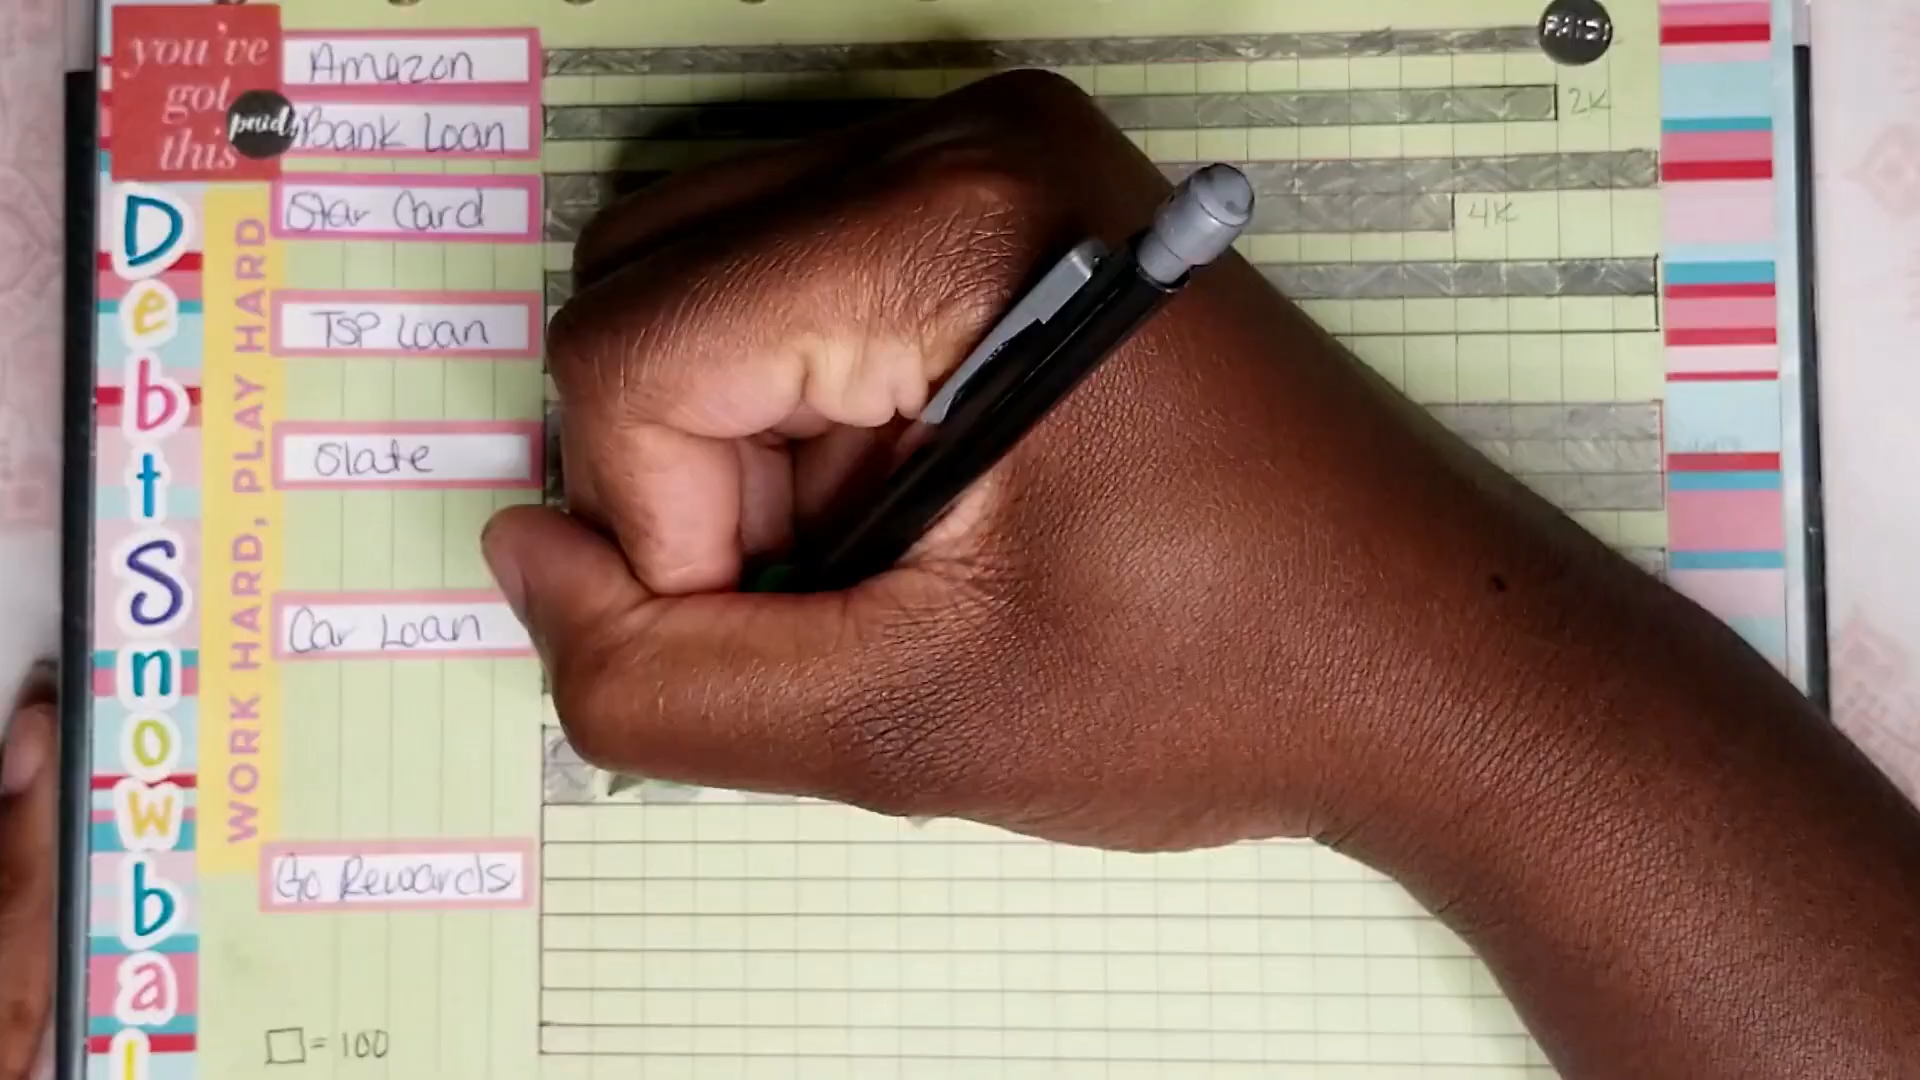 you've
got
this
paid!
Amazon
PAID!
Bank Loan
2K
Star Card
4K
TSP Loan
Slate
Car Loan
Go Rewards
Debt Snowbal
WORK HARD, PLAY HARD
= 100